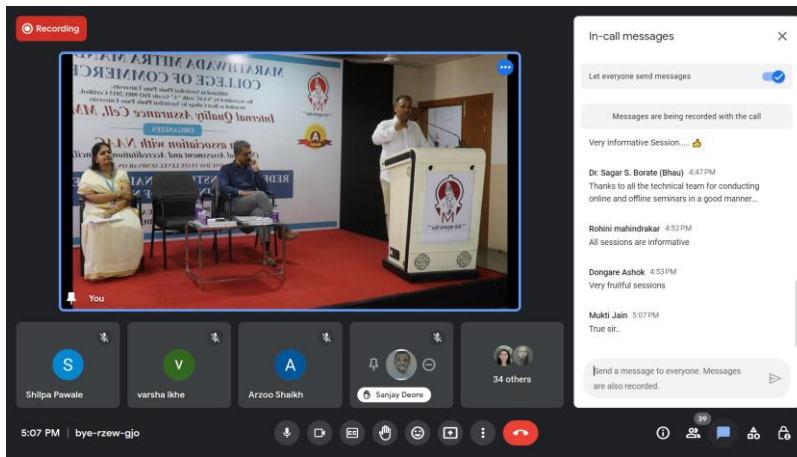 Recording
MARATHWADA MITRA MAND
COLLEGE OF COMMERCE
Internal Quality Assurance Cell, MM
ORGANIZES
association with NAAC
You
S
Shilpa Pawale
V
varsha ikhe
A
Arzoo Shaikh
Sanjay Deore
34 others
5:07 PM | bye-rzew-gjo
In-call messages
Let everyone send messages
Messages are being recorded with the call
Very Informative Session..... 👍
Dr. Sagar S. Borate (Bhau) 4:47 PM
Thanks to all the technical team for conducting
online and offline seminars in a good manner...
Rohini mahindrakar 4:52 PM
All sessions are informative
Dongare Ashok 4:53 PM
Very fruitful sessions
Mukti Jain 5:07 PM
True sir..
Send a message to everyone. Messages
are also recorded.
39